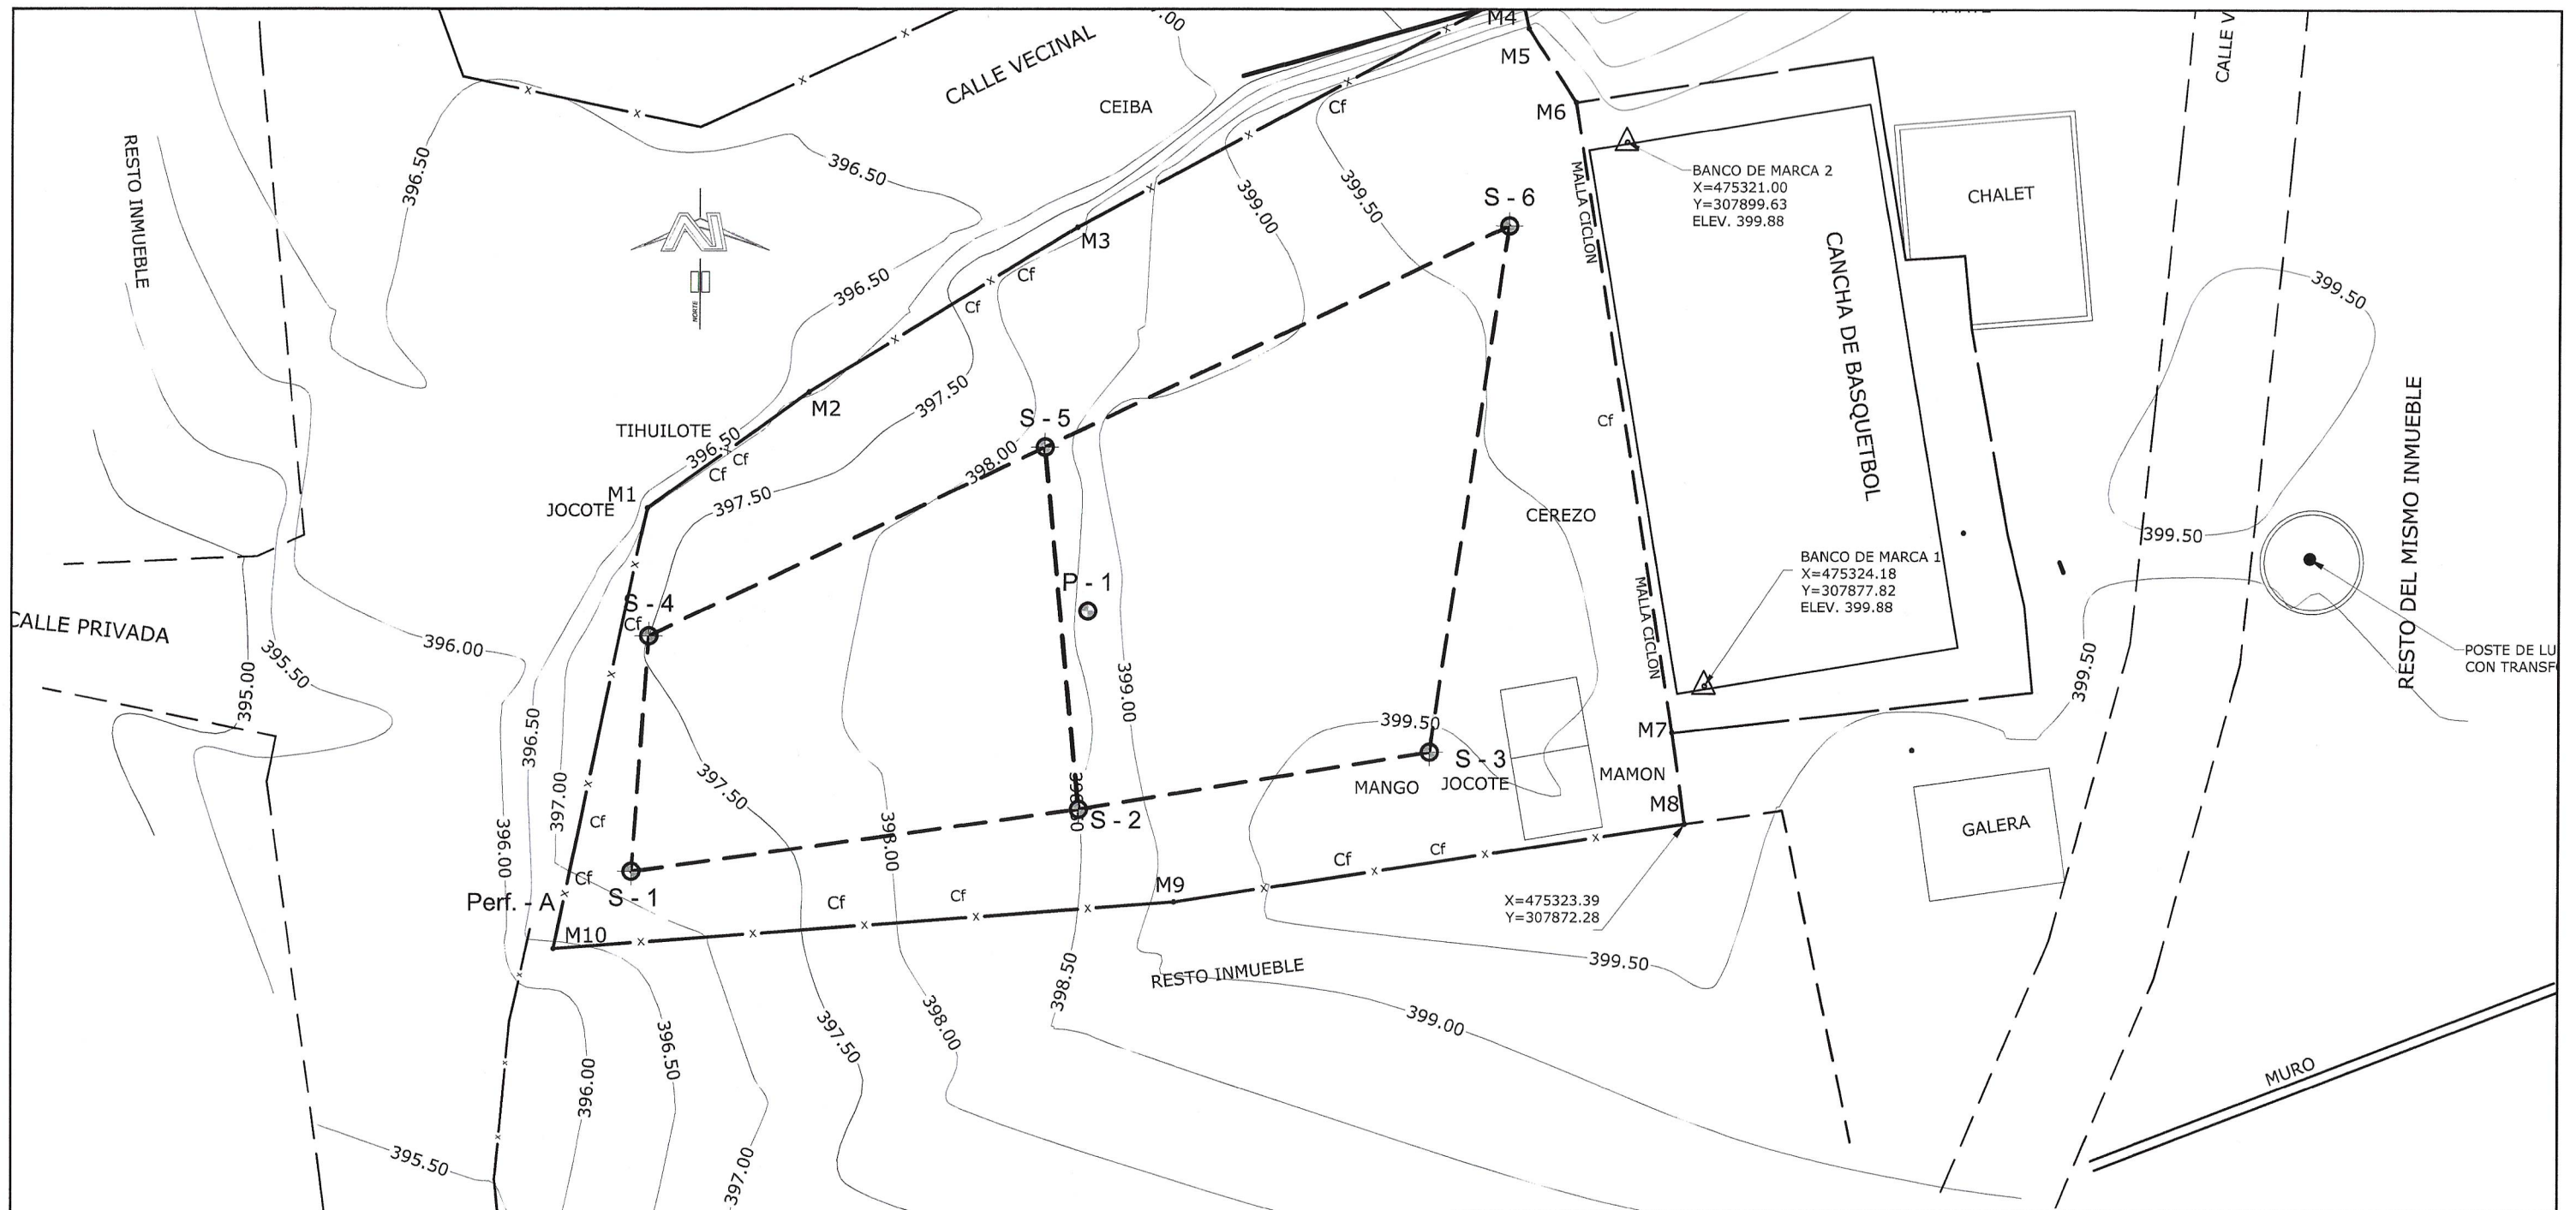 .00
M4
CALLE V
CALLE VECINAL
M5
CEIBA
Cf
M6
RESTO INMUEBLE
396.50
396.50
BANCO DE MARCA 2
X=475321.00
Y=307899.63
ELEV. 399.88
MALLA CICLON
CHALET
399.50
399.00
S - 6
M3
N
NORTE
396.50
Cf
Cf
399.50
CANCHA DE BASQUETBOL
397.50
M2
S - 5
Cf
TIHUILOTE
396.50
Cf
Cf
398.00
RESTO DEL MISMO INMUEBLE
M1
JOCOTE
397.50
CEREZO
399.50
BANCO DE MARCA 1
X=475324.18
Y=307877.82
ELEV. 399.88
P - 1
S - 4
Cf
CALLE PRIVADA
396.00
395.50
395.00
MALLA CICLON
399.50
POSTE DE LU
CON TRANSF
399.00
396.50
399.50
M7
S - 3
397.50
397.00
MANGO
JOCOTE
MAMON
M8
S - 2
Cf
396.00
398.00
GALERA
Cf
Cf
Cf
M9
S - 1
Perf. - A
Cf
Cf
X=475323.39
Y=307872.28
M10
398.50
RESTO INMUEBLE
399.50
398.00
399.00
397.50
396.50
396.00
MURO
395.50
397.00